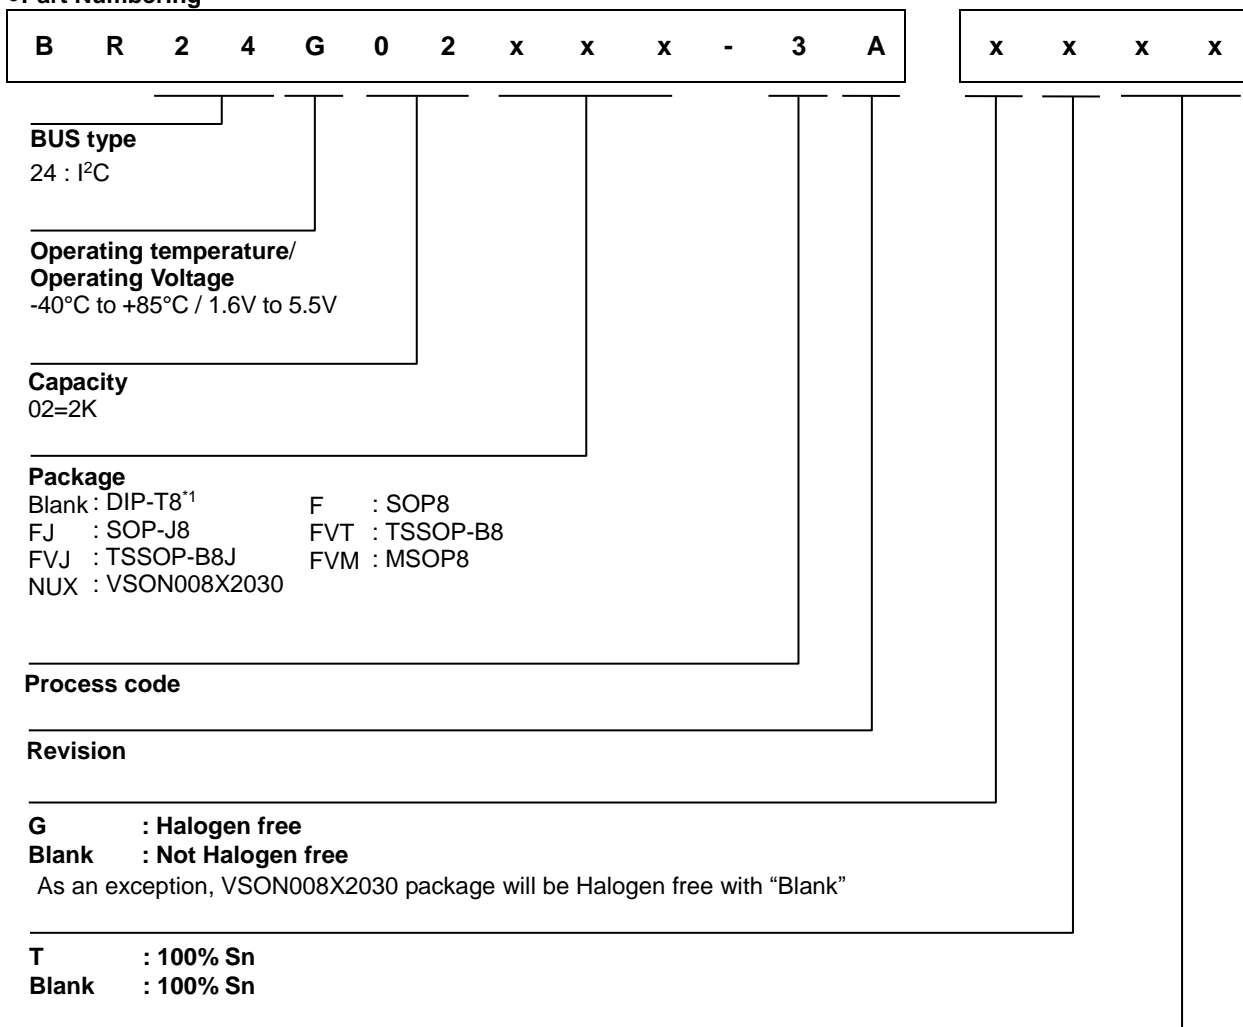 ●Part Numbering
B R 2 4 G 0 2 x x x - 3 A x x x x
BUS type
24 : I²C
Operating temperature/
Operating Voltage
-40°C to +85°C / 1.6V to 5.5V
Capacity
02=2K
Package
Blank : DIP-T8*1 F : SOP8
FJ : SOP-J8 FVT : TSSOP-B8
FVJ : TSSOP-B8J FVM : MSOP8
NUX : VSON008X2030
Process code
Revision
G : Halogen free
Blank : Not Halogen free
As an exception, VSON008X2030 package will be Halogen free with “Blank”
T : 100% Sn
Blank : 100% Sn